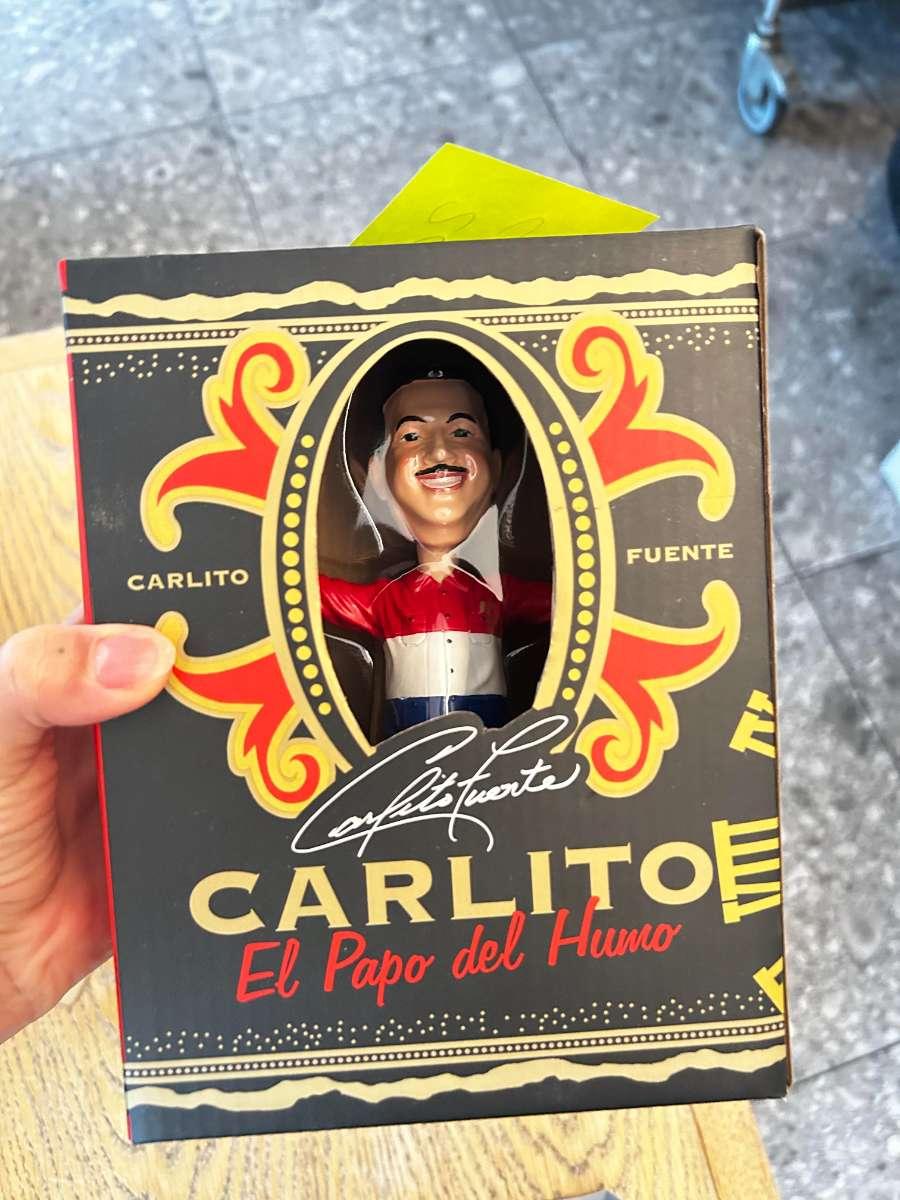 CARLITO
FUENTE
Carlito Fuente
CARLITO
El Papo del Humo